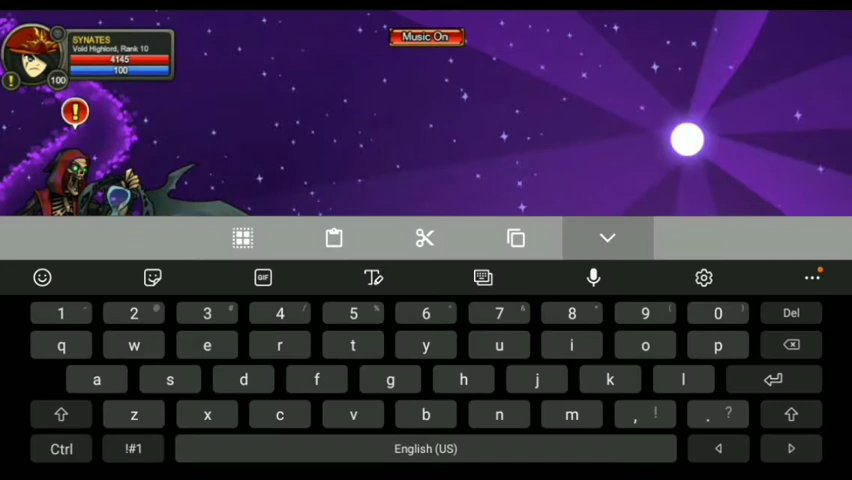 SYNATES
Void Highlord, Rank 10
4145
100
100
!
!
Music On
GIF
1 - 2 @ 3 # 4 / 5 % 6 ^ 7 & 8 * 9 ( 0 ) Del
q w e r t y u i o p
a s d f g h j k l
z x c v b n m , ! . ?
Ctrl !#1 English (US)